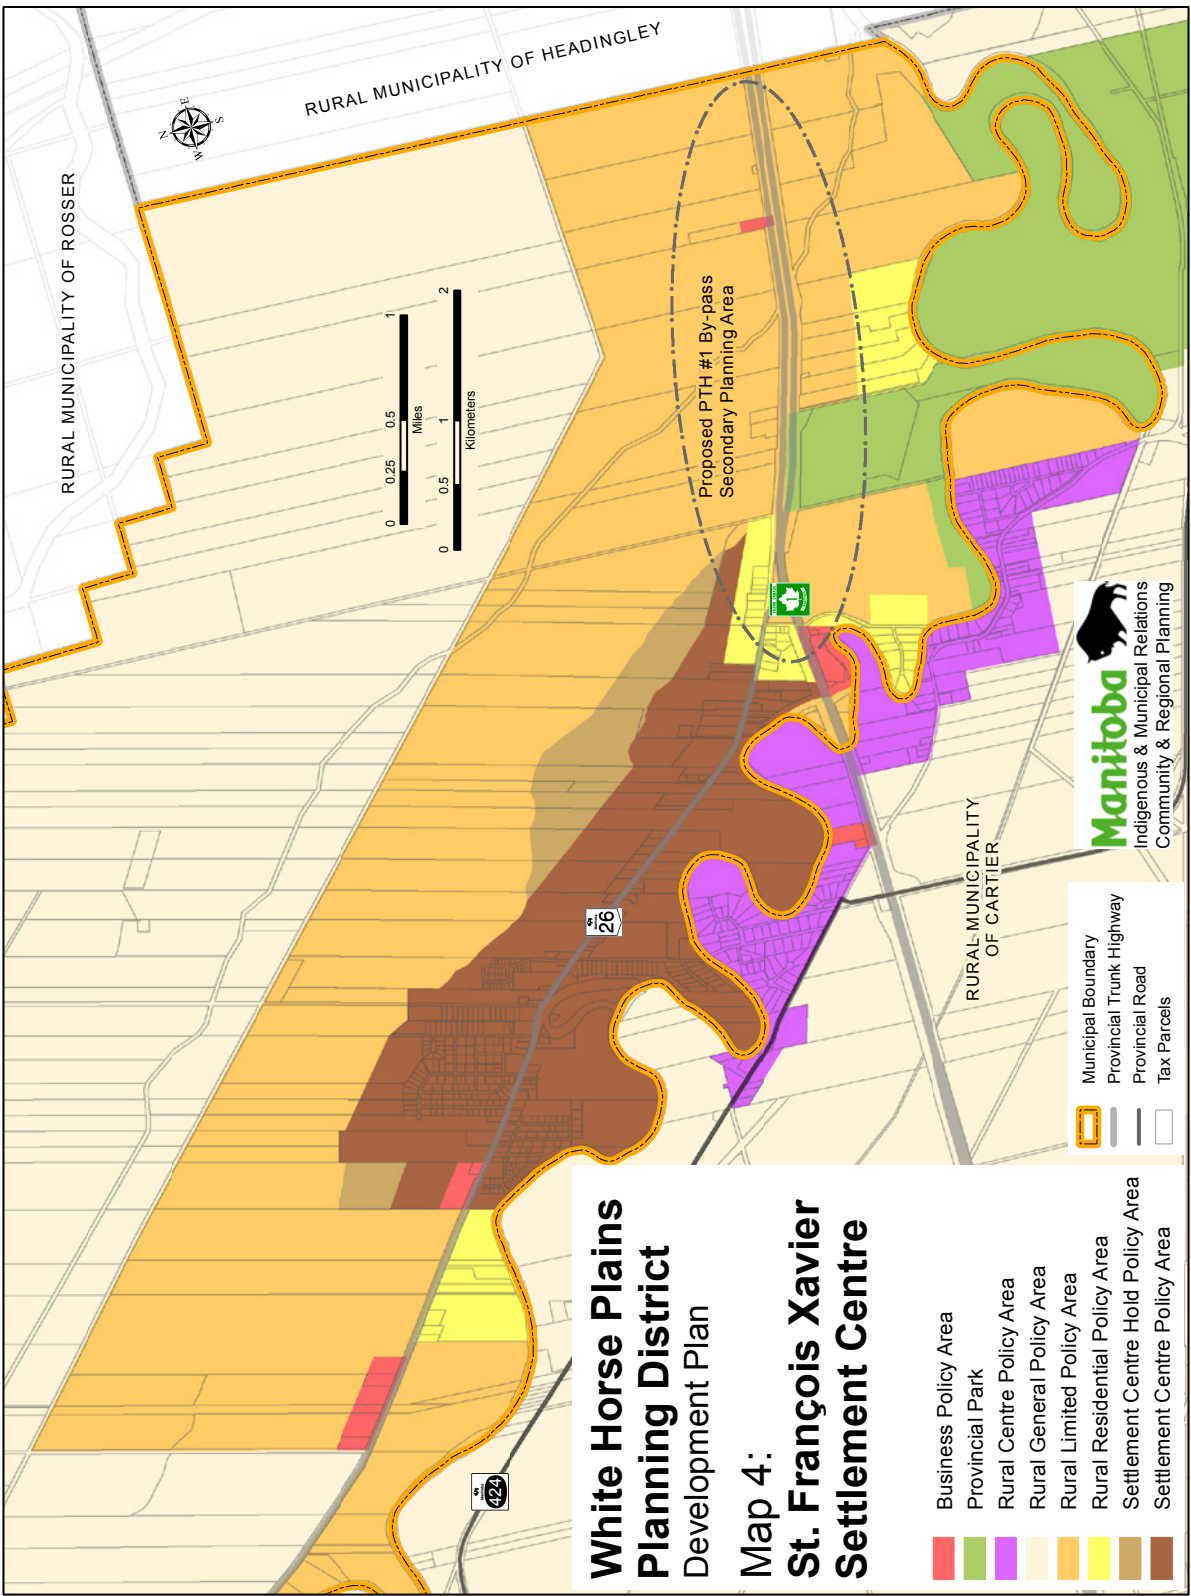 RURAL MUNICIPALITY OF ROSSER
RURAL MUNICIPALITY OF HEADINGLEY
N
E
S
W
0 0.25 0.5 1
Miles
0 0.5 1 2
Kilometers
Proposed PTH #1 By-pass
Secondary Planning Area
1
26
424
RURAL MUNICIPALITY
OF CARTIER
White Horse Plains
Planning District
Development Plan
Map 4:
St. François Xavier
Settlement Centre
Business Policy Area
Provincial Park
Rural Centre Policy Area
Rural General Policy Area
Rural Limited Policy Area
Rural Residential Policy Area
Settlement Centre Hold Policy Area
Settlement Centre Policy Area
Municipal Boundary
Provincial Trunk Highway
Provincial Road
Tax Parcels
Manitoba
Indigenous & Municipal Relations
Community & Regional Planning